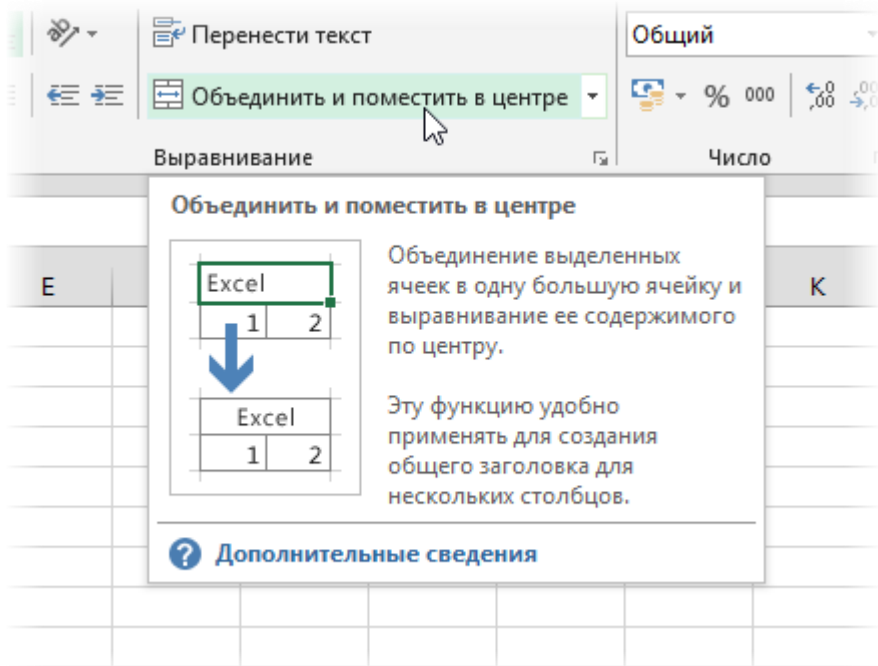 Перенести текст
Общий
Объединить и поместить в центре
% 000
,00
Выравнивание
Число
Объединить и поместить в центре
E
K
Excel
1 2
Excel
1 2
Объединение выделенных
ячеек в одну большую ячейку и
выравнивание ее содержимого
по центру.
Эту функцию удобно
применять для создания
общего заголовка для
нескольких столбцов.
? Дополнительные сведения